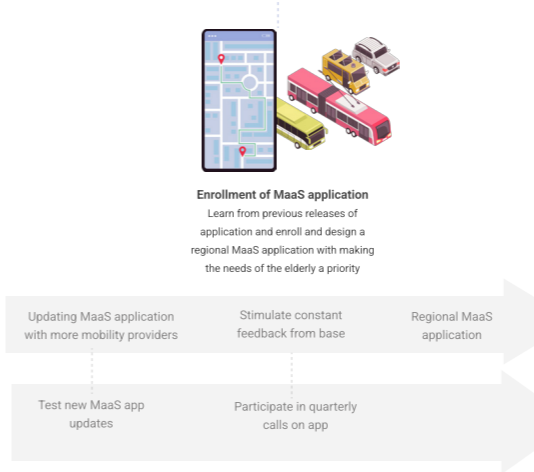 Enrollment of MaaS application
Learn from previous releases of
application and enroll and design a
regional MaaS application with making
the needs of the elderly a priority
Updating MaaS application
with more mobility providers
Stimulate constant
feedback from base
Regional MaaS
application
Test new MaaS app
updates
Participate in quarterly
calls on app